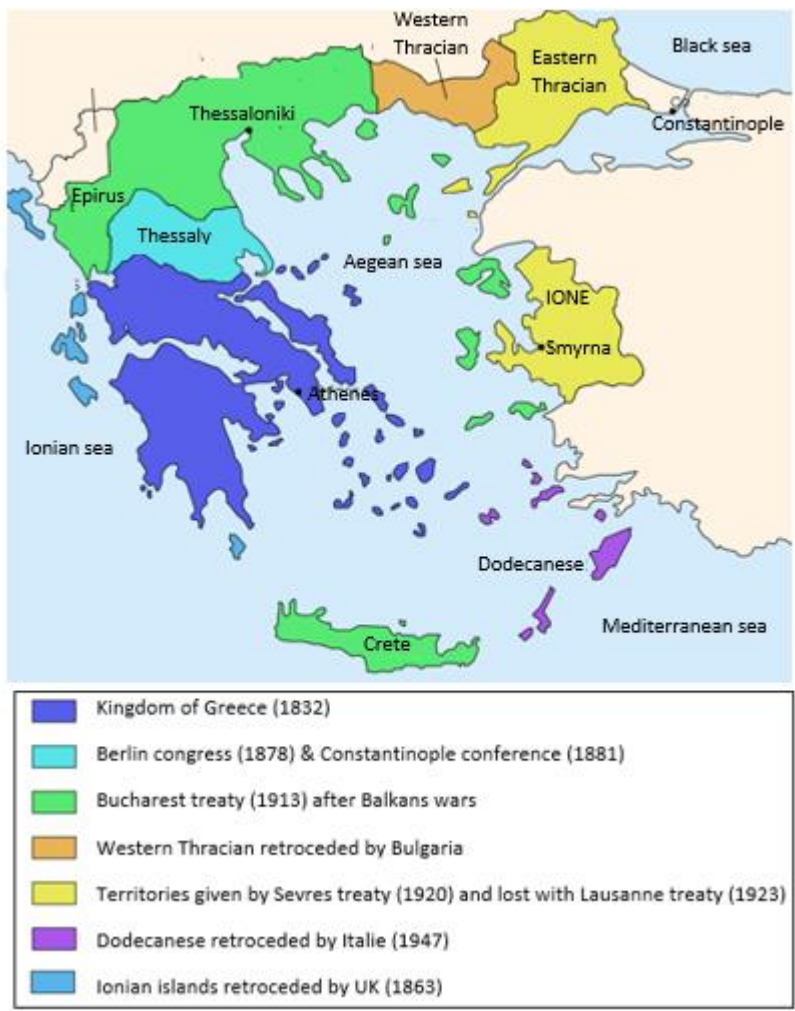 Western
Thracian
Eastern
Thracian
Black sea
Thessaloniki
Constantinople
Epirus
Thessaly
Aegean sea
IONE
Smyrna
Athenes
Ionian sea
Dodecanese
Mediterranean sea
Crete
Kingdom of Greece (1832)
Berlin congress (1878) & Constantinople conference (1881)
Bucharest treaty (1913) after Balkans wars
Western Thracian retroceded by Bulgaria
Territories given by Sevres treaty (1920) and lost with Lausanne treaty (1923)
Dodecanese retroceded by Italie (1947)
Ionian islands retroceded by UK (1863)